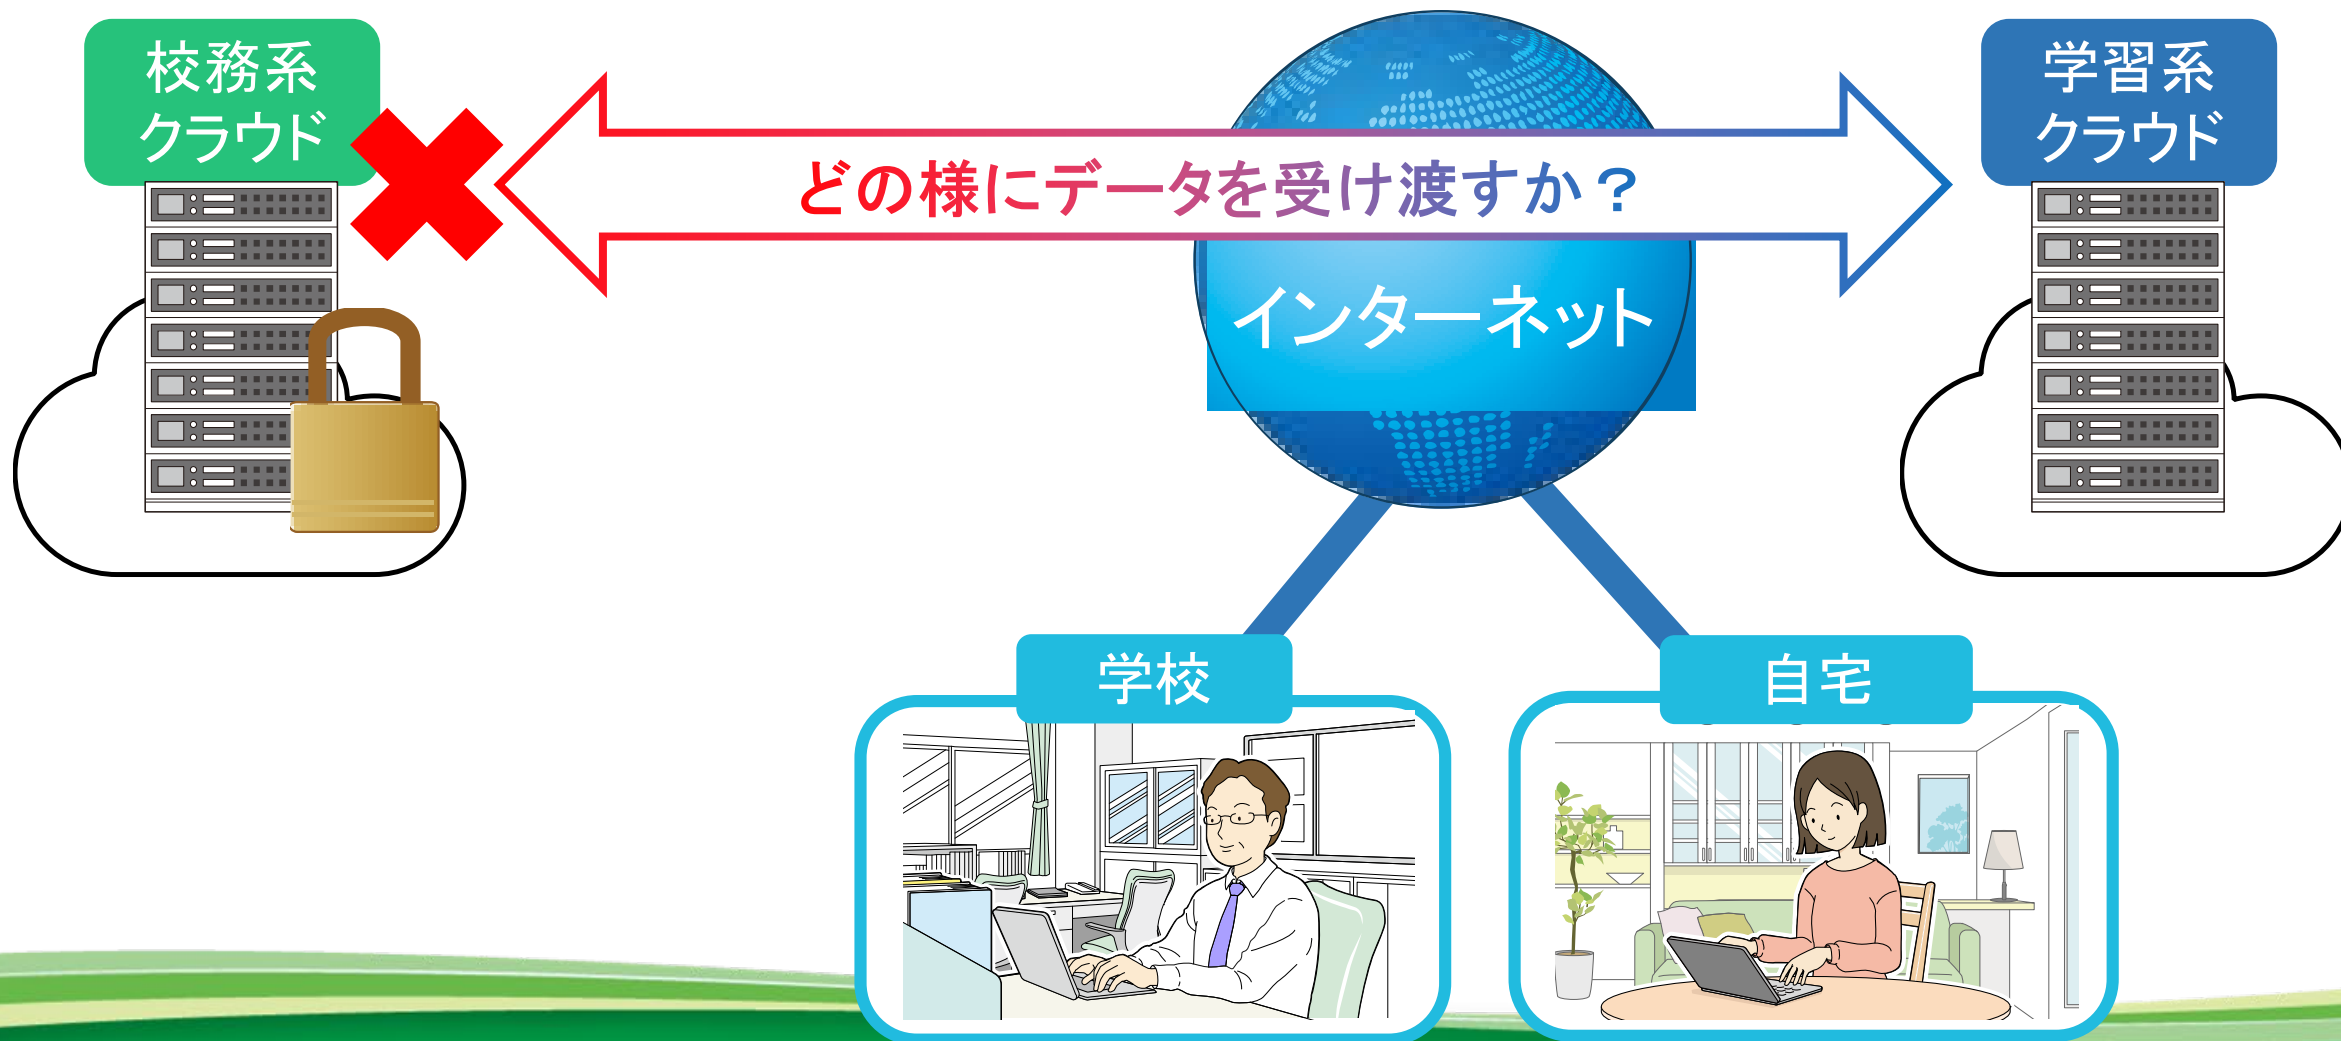 校務系
クラウド
どの様にデータを受け渡すか？
学習系
クラウド
インターネット
学校
自宅